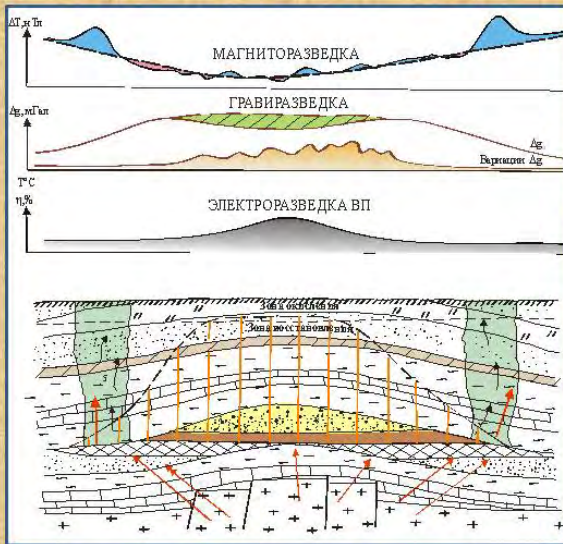 ΔT, нТл
МАГНИТОРАЗВЕДКА
Δg, мГал
ГРАВИРАЗВЕДКА
Δg
Вариации Δg
T° C
η,%
ЭЛЕКТРОРАЗВЕДКА ВП
Зона окисления
Зона восстановления